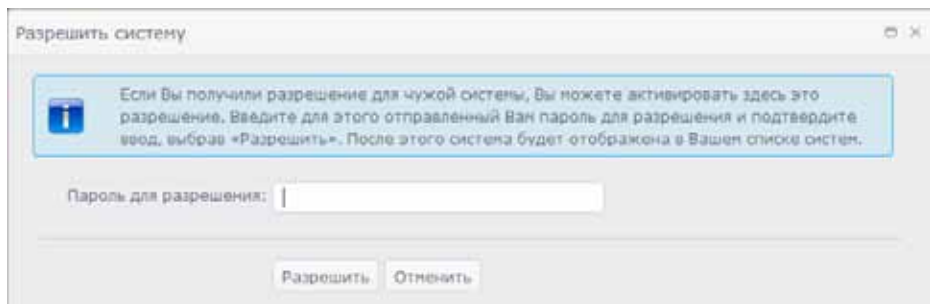 Разрешить систему
Если Вы получили разрешение для чужой системы, Вы можете активировать здесь это
разрешение. Введите для этого отправленный Вам пароль для разрешения и подтвердите
ввод, выбрав «Разрешить». После этого система будет отображена в Вашем списке систем.
Пароль для разрешения:
Разрешить Отменить